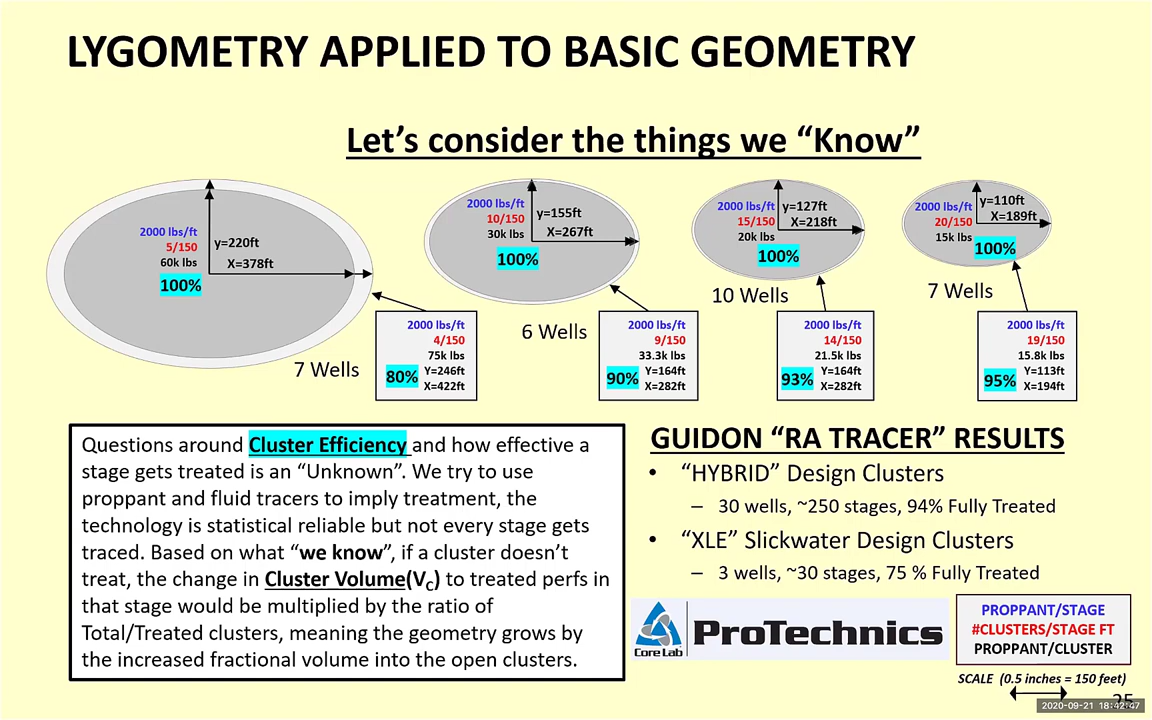 LYGOMETRY APPLIED TO BASIC GEOMETRY
Let's consider the things we “Know”
2000 lbs/ft
5/150
60k lbs
100%
y=220ft
X=378ft
2000 lbs/ft
10/150
30k lbs
100%
y=155ft
X=267ft
2000 lbs/ft
15/150
20k lbs
100%
y=127ft
X=218ft
2000 lbs/ft
20/150
15k lbs
100%
y=110ft
X=189ft
7 Wells
2000 lbs/ft
4/150
75k lbs
80%
Y=246ft
X=422ft
6 Wells
2000 lbs/ft
9/150
33.3k lbs
90%
Y=164ft
X=282ft
10 Wells
2000 lbs/ft
14/150
21.5k lbs
93%
Y=164ft
X=282ft
7 Wells
2000 lbs/ft
19/150
15.8k lbs
95%
Y=113ft
X=194ft
Questions around Cluster Efficiency and how effective a
stage gets treated is an “Unknown”. We try to use
proppant and fluid tracers to imply treatment, the
technology is statistical reliable but not every stage gets
traced. Based on what “we know”, if a cluster doesn't
treat, the change in Cluster Volume(VC) to treated perfs in
that stage would be multiplied by the ratio of
Total/Treated clusters, meaning the geometry grows by
the increased fractional volume into the open clusters.
GUIDON “RA TRACER” RESULTS
• “HYBRID” Design Clusters
– 30 wells, ~250 stages, 94% Fully Treated
• “XLE” Slickwater Design Clusters
– 3 wells, ~30 stages, 75 % Fully Treated
Core Lab
ProTechnics
PROPPANT/STAGE
#CLUSTERS/STAGE FT
PROPPANT/CLUSTER
SCALE (0.5 inches = 150 feet)
25
2020-09-21 18:42:47